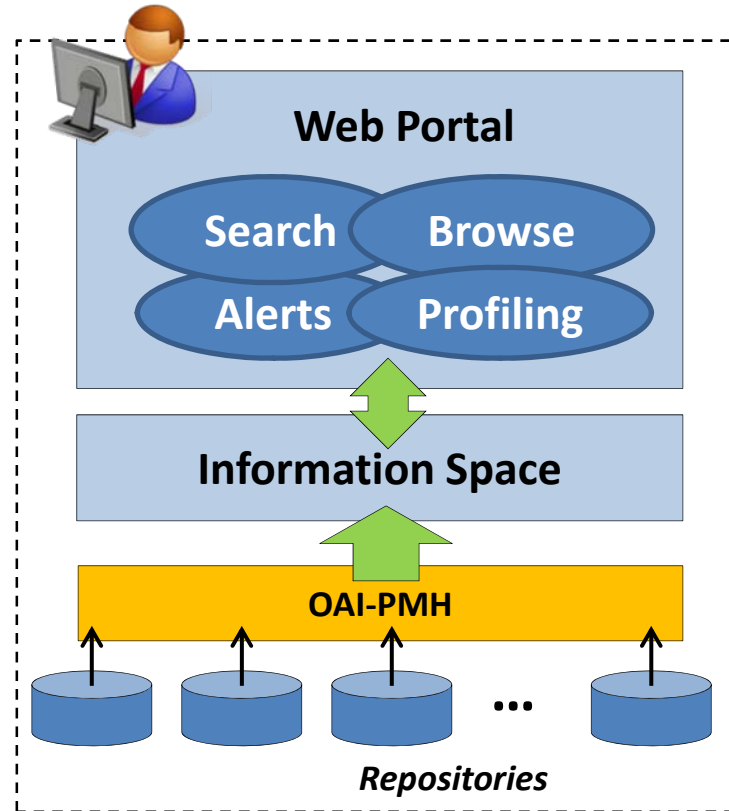 Web Portal
Search Browse
Alerts Profiling
Information Space
OAI-PMH
...
Repositories